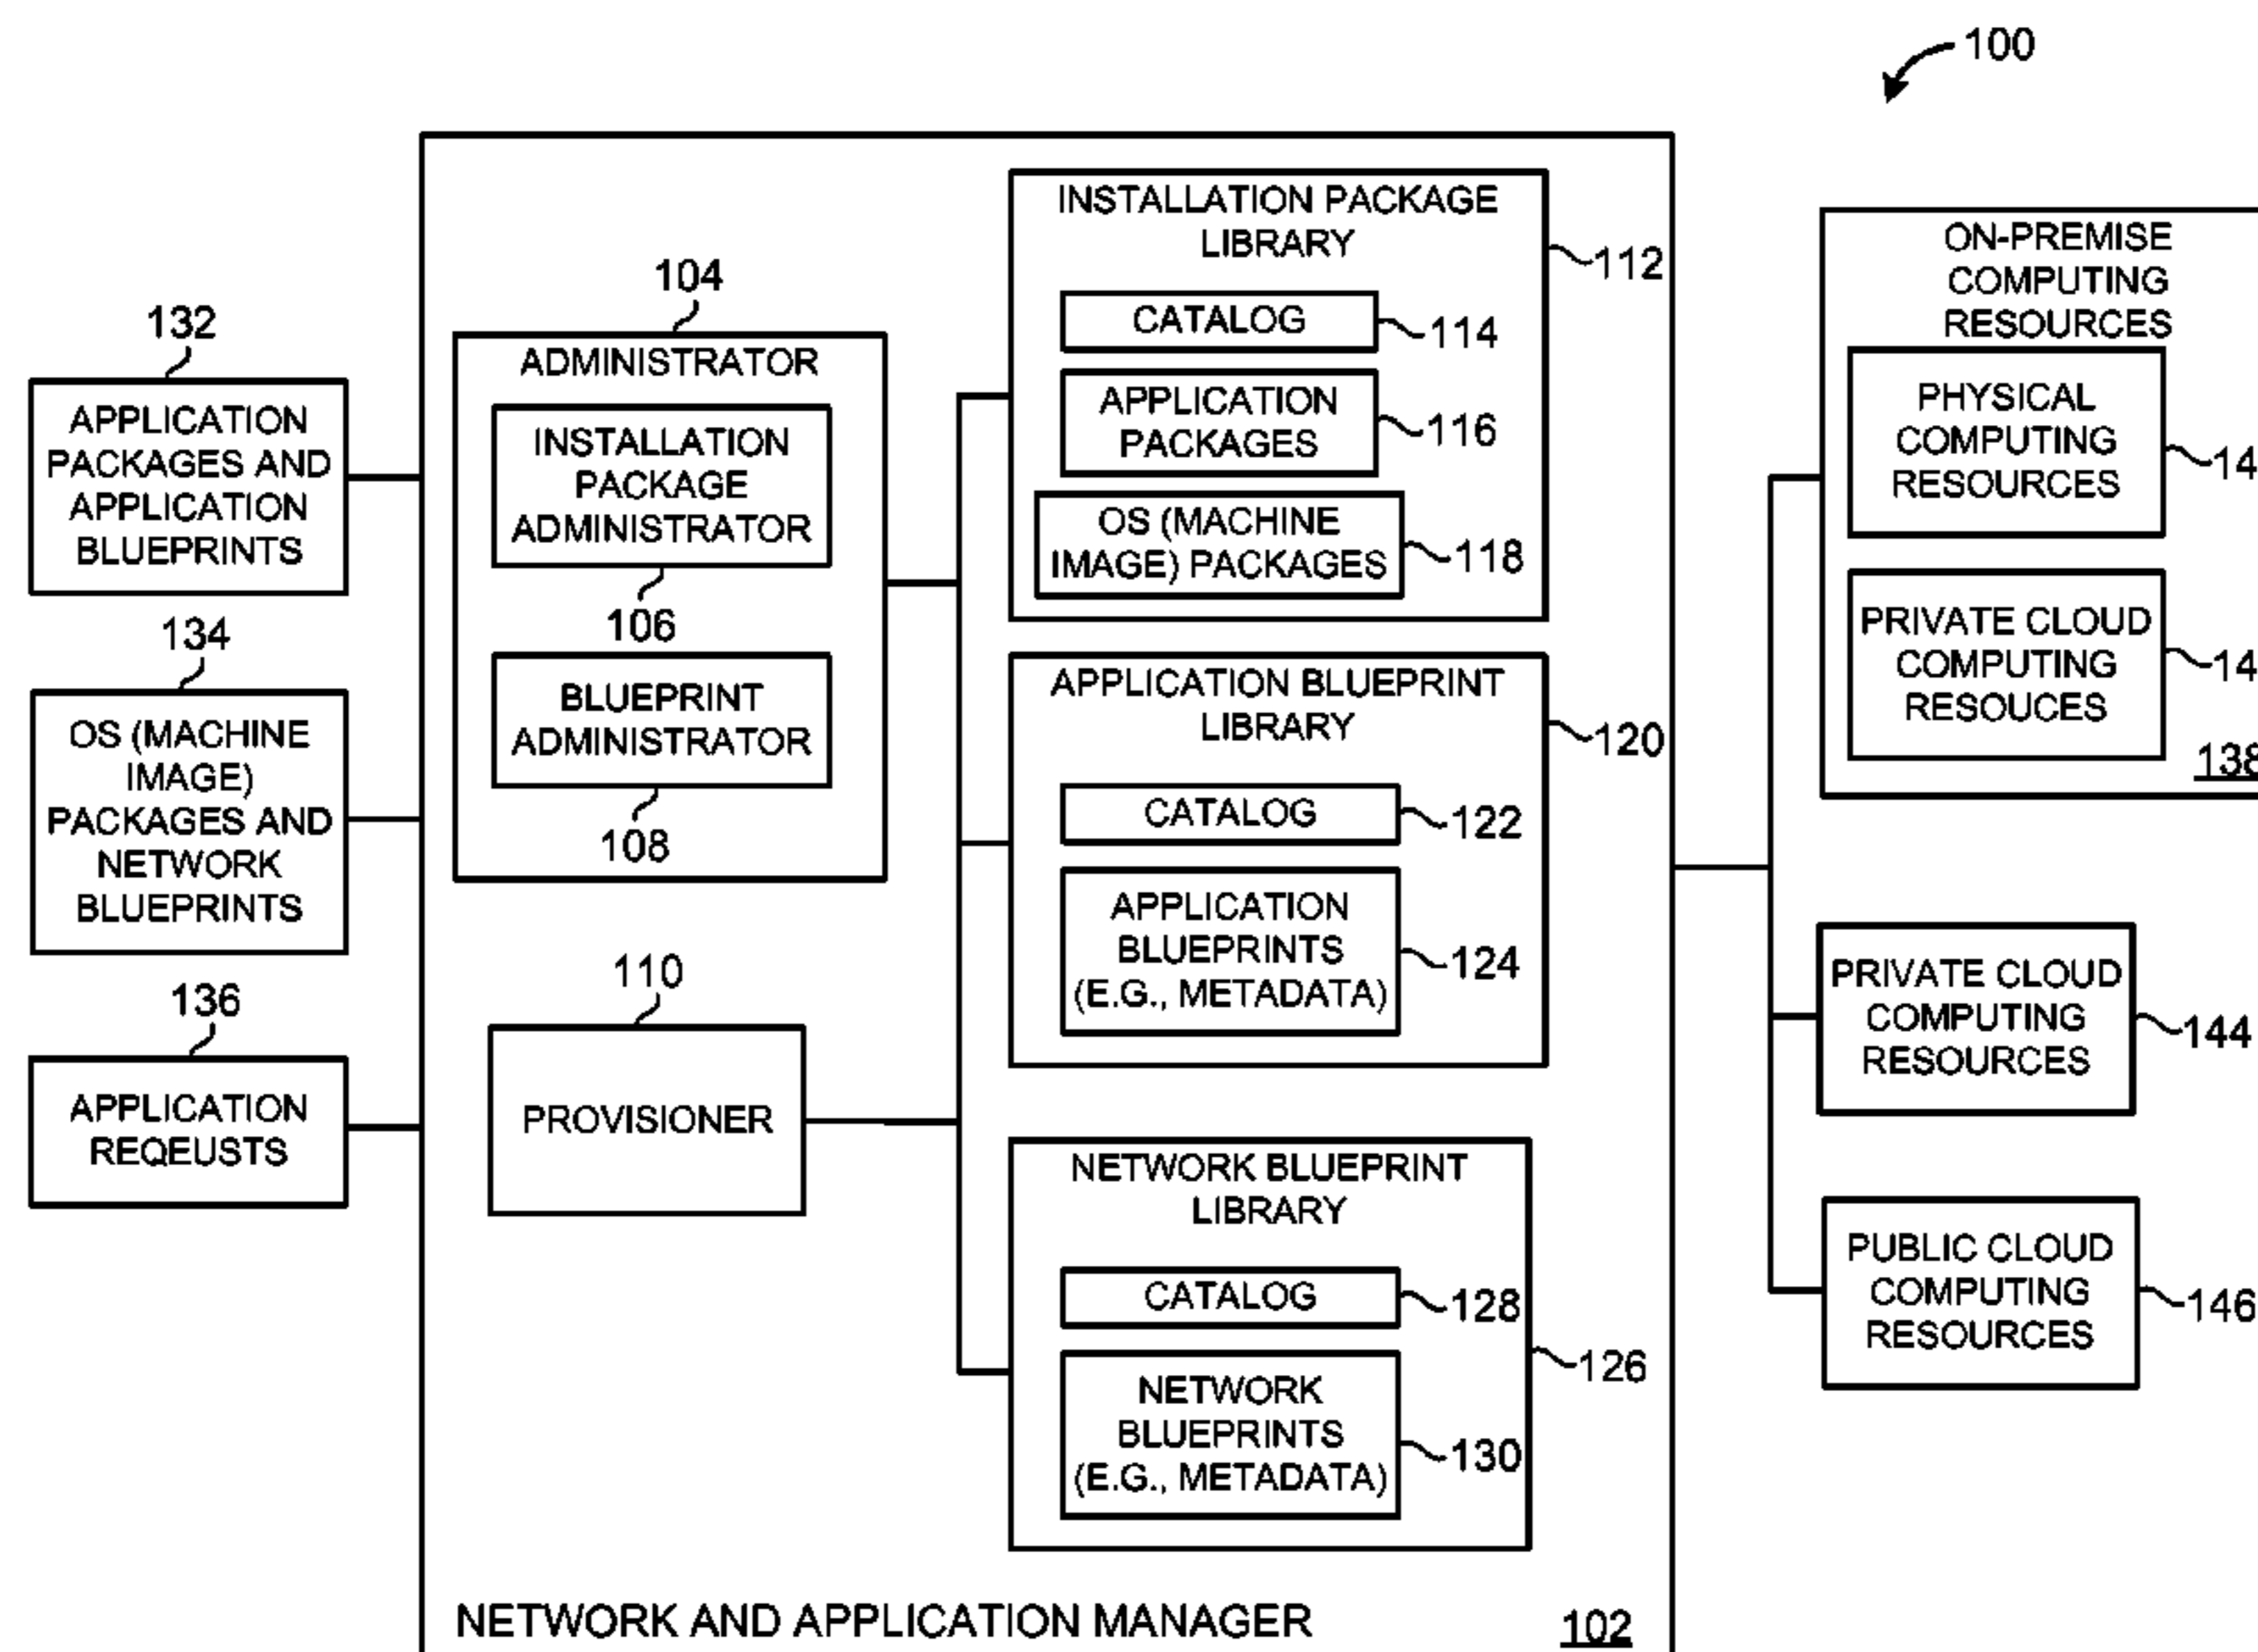 100
132
APPLICATION
PACKAGES AND
APPLICATION
BLUEPRINTS
134
OS (MACHINE
IMAGE)
PACKAGES AND
NETWORK
BLUEPRINTS
136
APPLICATION
REQEUSTS
104
ADMINISTRATOR
INSTALLATION
PACKAGE
ADMINISTRATOR
106
BLUEPRINT
ADMINISTRATOR
108
110
PROVISIONER
INSTALLATION PACKAGE
LIBRARY
112
CATALOG
114
APPLICATION
PACKAGES
116
OS (MACHINE
IMAGE) PACKAGES
118
APPLICATION BLUEPRINT
LIBRARY
120
CATALOG
122
APPLICATION
BLUEPRINTS
(E.G., METADATA)
124
NETWORK BLUEPRINT
LIBRARY
126
CATALOG
128
NETWORK
BLUEPRINTS
(E.G., METADATA)
130
NETWORK AND APPLICATION MANAGER
102
ON-PREMISE
COMPUTING
RESOURCES
PHYSICAL
COMPUTING
RESOURCES
PRIVATE CLOUD
COMPUTING
RESOUCES
138
PRIVATE CLOUD
COMPUTING
RESOURCES
144
PUBLIC CLOUD
COMPUTING
RESOURCES
146